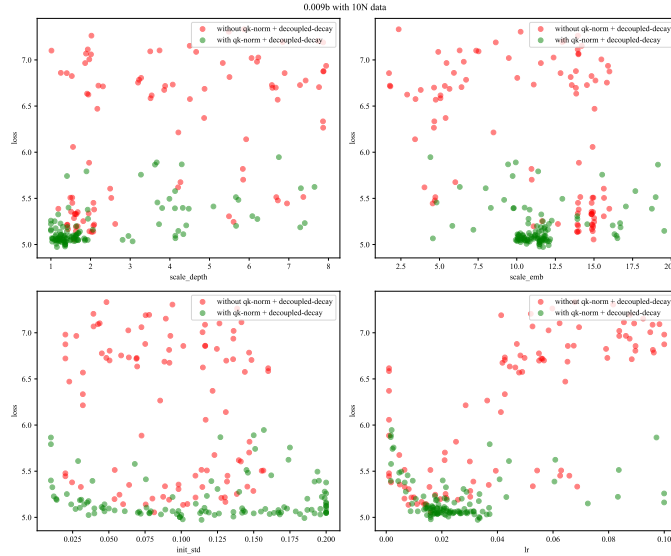 0.009b with 10N data
without qk-norm + decoupled-decay
with qk-norm + decoupled-decay
7.0
6.5
6.0
5.5
5.0
loss
1
2
3
4
5
6
7
8
scale_depth
without qk-norm + decoupled-decay
with qk-norm + decoupled-decay
7.0
6.5
6.0
5.5
5.0
loss
2.5
5.0
7.5
10.0
12.5
15.0
17.5
20.0
scale_emb
without qk-norm + decoupled-decay
with qk-norm + decoupled-decay
7.0
6.5
6.0
5.5
5.0
loss
0.025
0.050
0.075
0.100
0.125
0.150
0.175
0.200
init_std
without qk-norm + decoupled-decay
with qk-norm + decoupled-decay
7.0
6.5
6.0
5.5
5.0
loss
0.00
0.02
0.04
0.06
0.08
0.10
lr